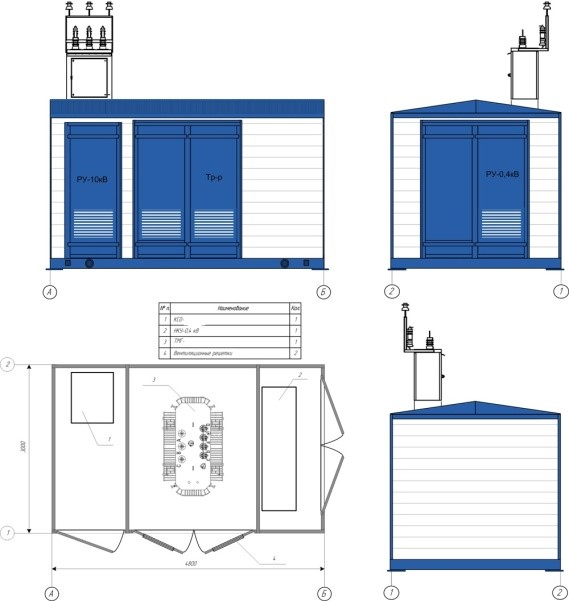 РУ-10кВ
Тр-р
РУ-0,4кВ
А
Б
2
1
№ п Наименование Кол
1 КСО- 1
2 НКУ-0,4 кВ 1
3 ТМГ- 1
4 Вентиляционные решетки 2
2
3
2
1
3000
1
4
4800
А
Б
1
2